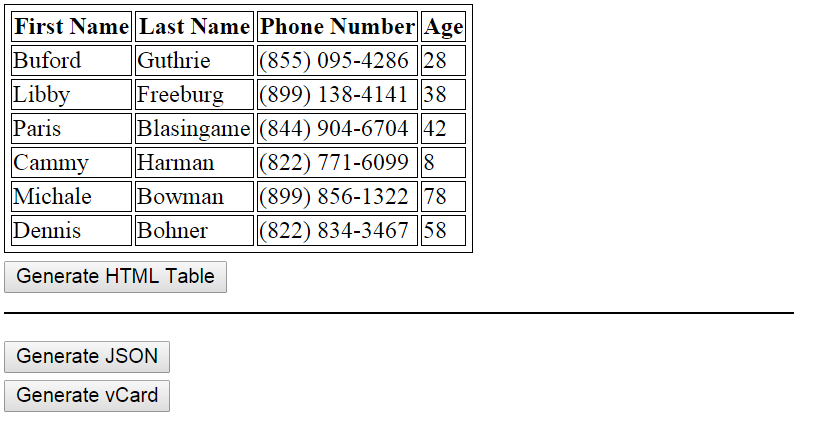 First Name Last Name Phone Number Age
Buford Guthrie (855) 095-4286 28
Libby Freeburg (899) 138-4141 38
Paris Blasingame (844) 904-6704 42
Cammy Harman (822) 771-6099 8
Michale Bowman (899) 856-1322 78
Dennis Bohner (822) 834-3467 58
Generate HTML Table
Generate JSON
Generate vCard